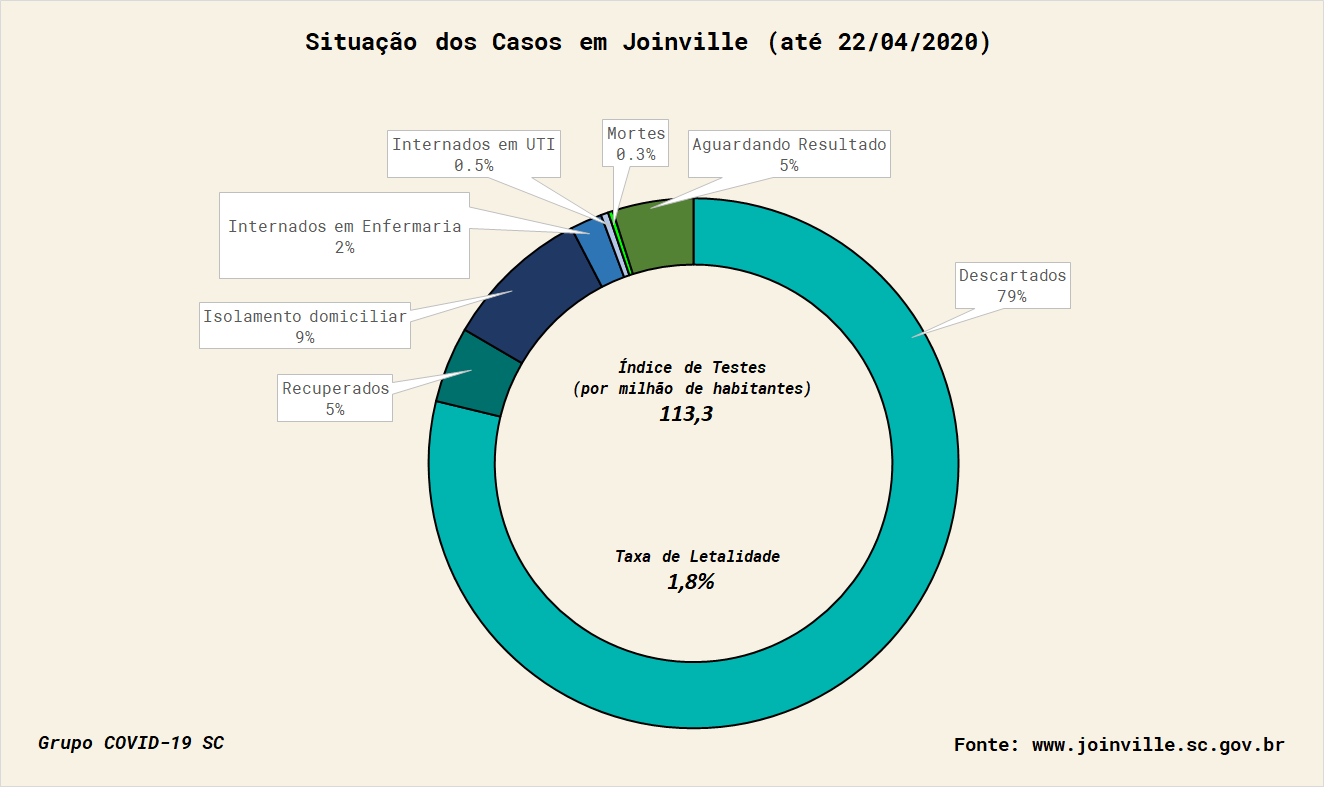 Situação dos Casos em Joinville (até 22/04/2020)
Mortes
0.3%
Internados em UTI
0.5%
Aguardando Resultado
5%
Internados em Enfermaria
2%
Descartados
79%
Isolamento domiciliar
9%
Recuperados
5%
Índice de Testes
(por milhão de habitantes)
113,3
Taxa de Letalidade
1,8%
Grupo COVID-19 SC
Fonte: www.joinville.sc.gov.br